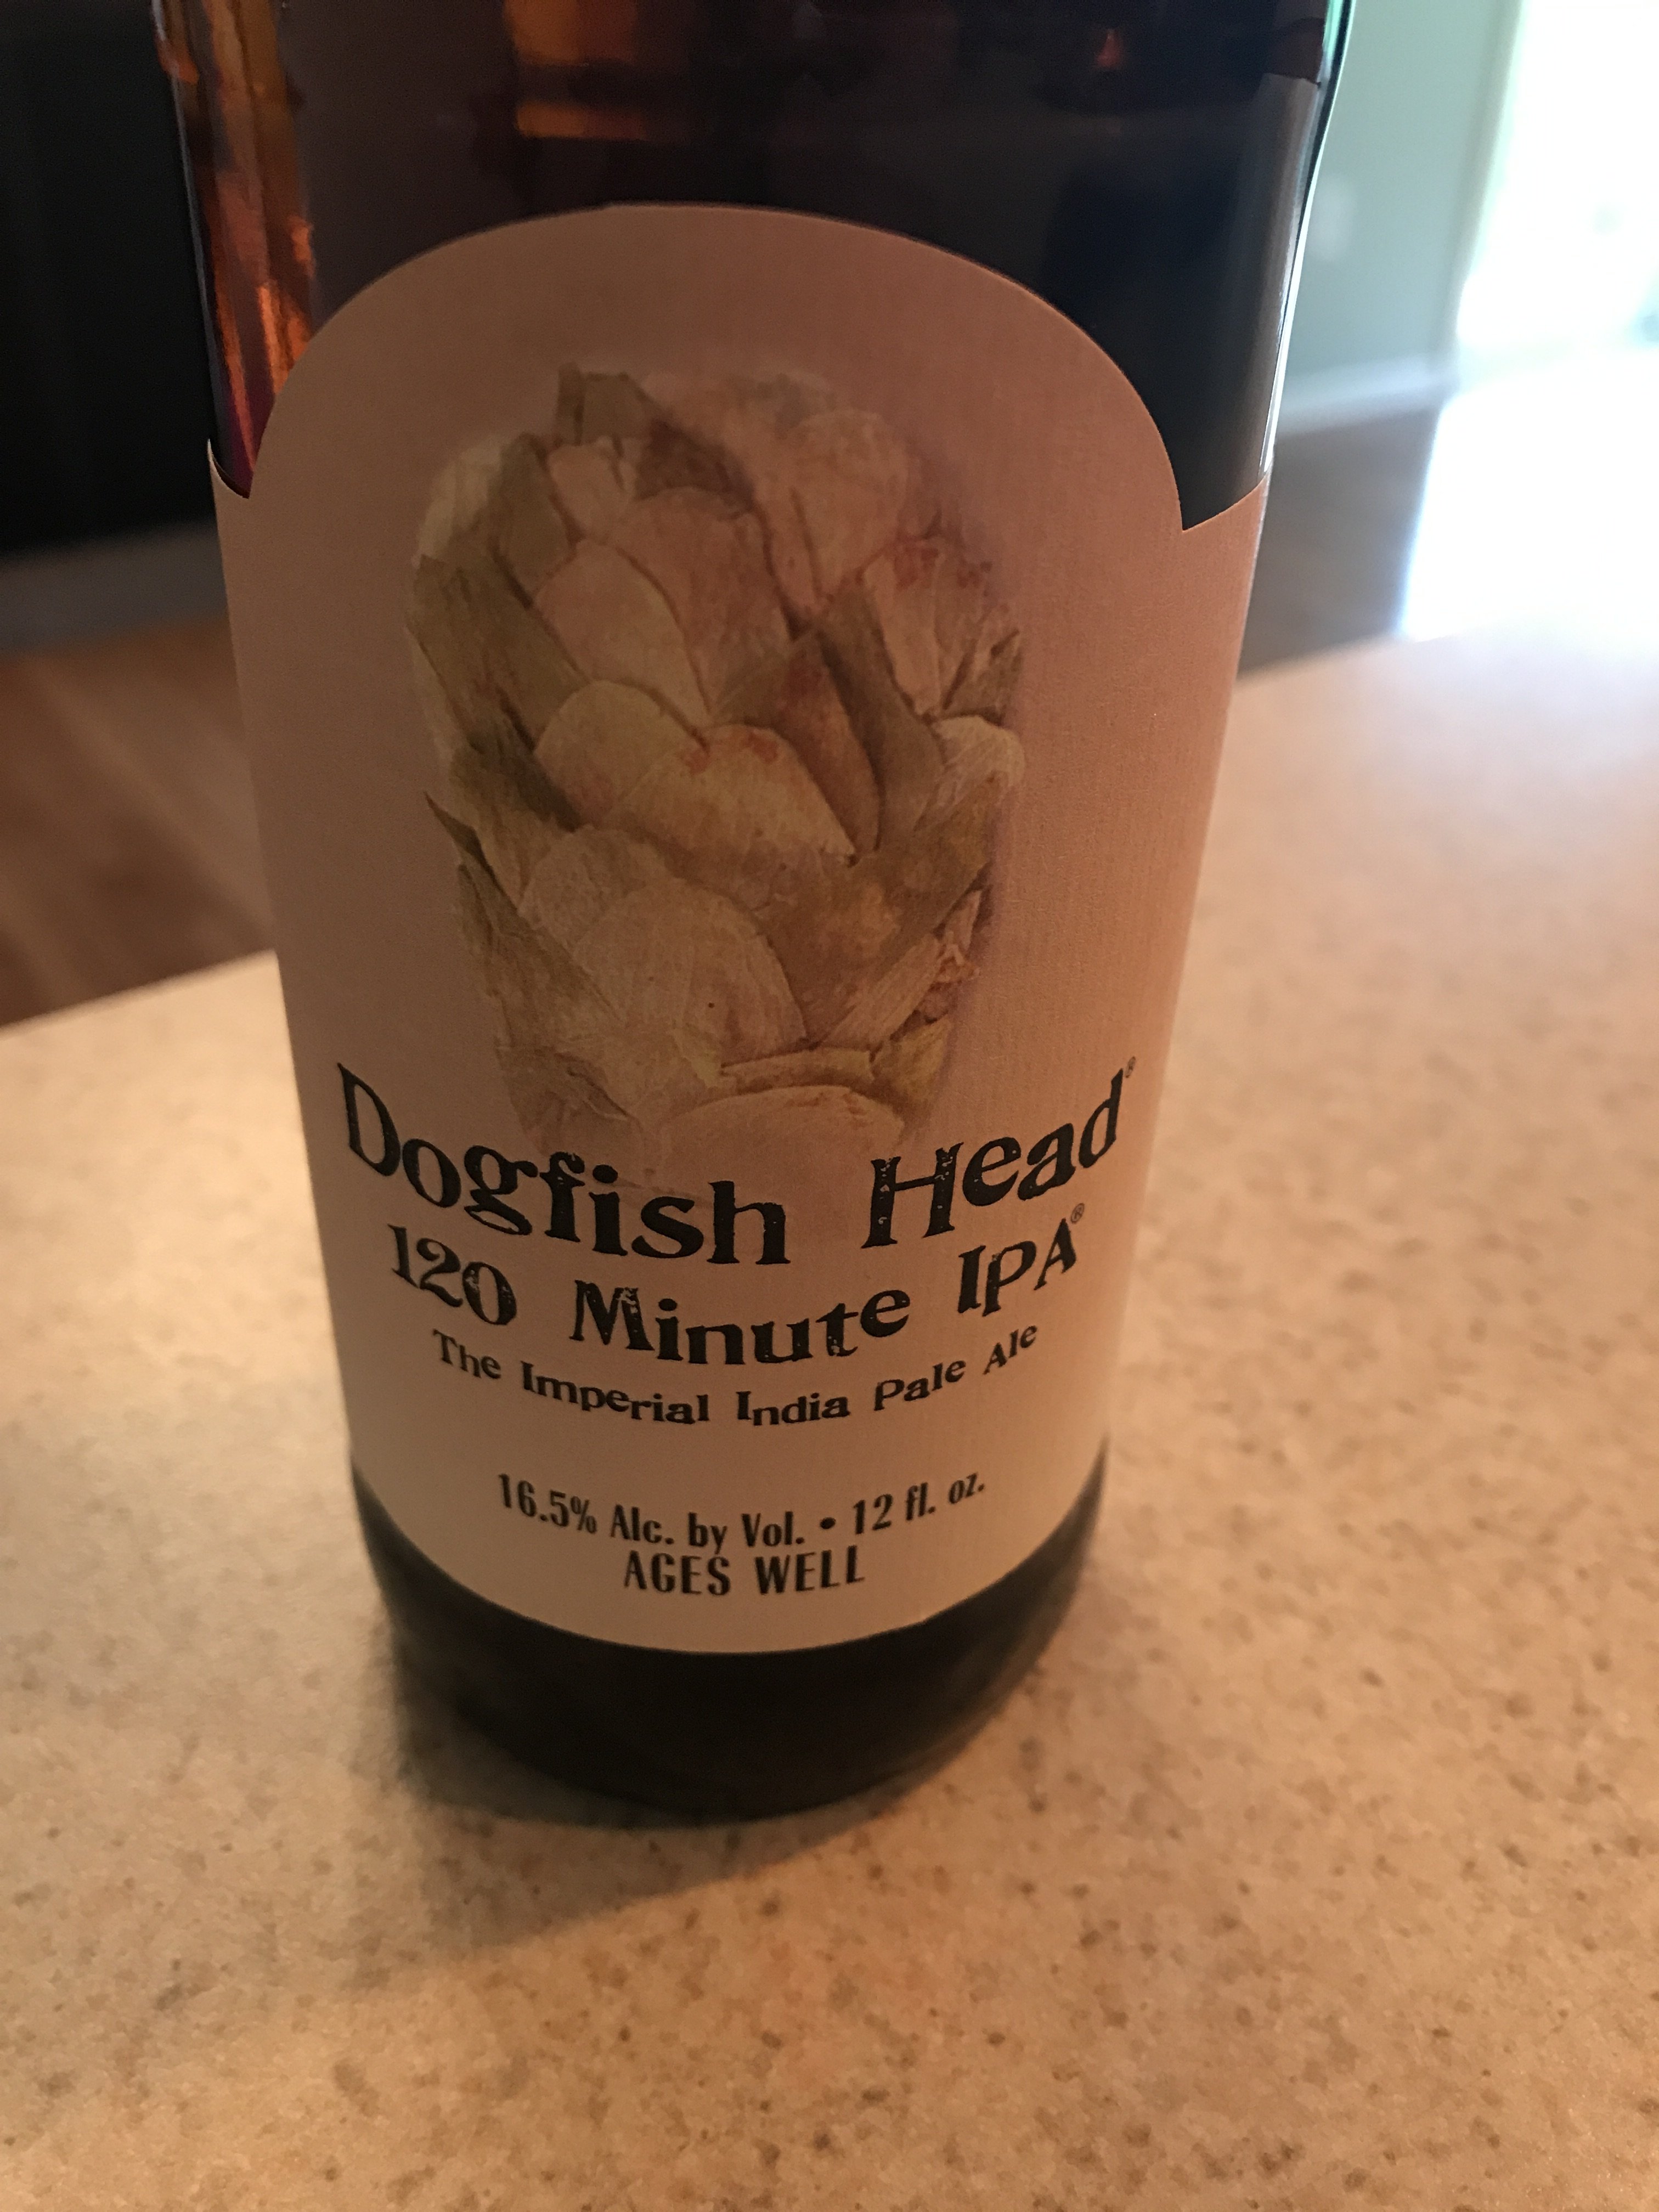 Dogfish Head®
120 Minute IPA®
The Imperial India Pale Ale
16.5% Alc. by Vol. • 12 fl. oz.
AGES WELL